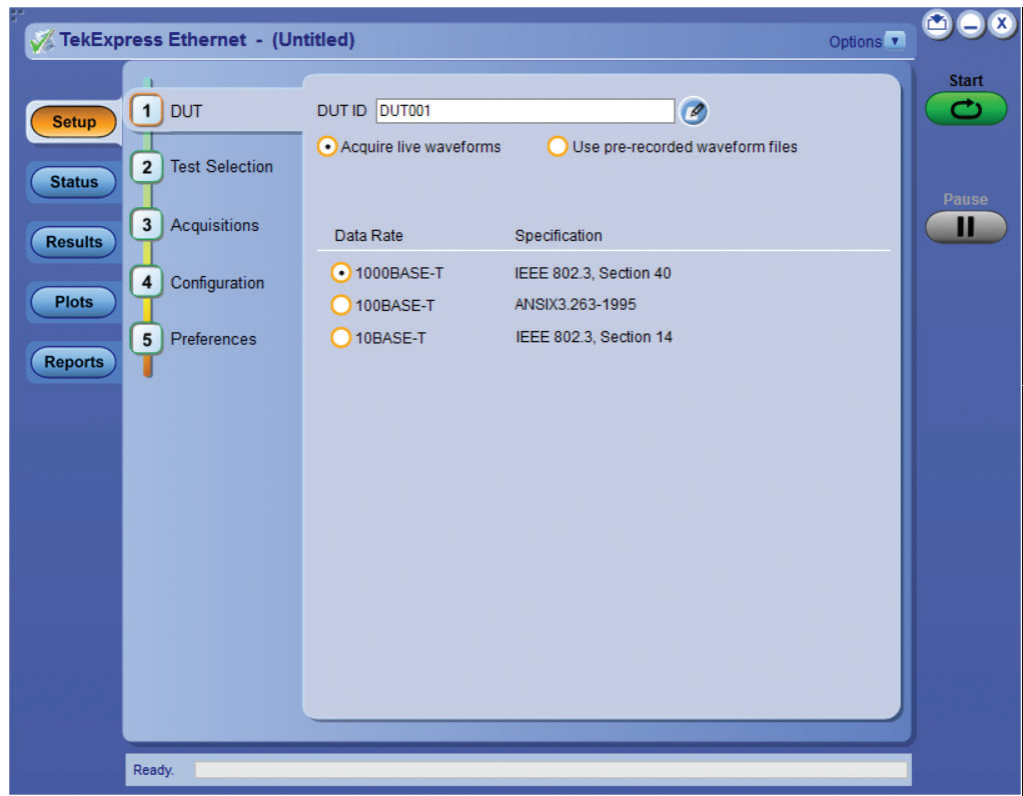 TekExpress Ethernet - (Untitled)
Options
X
Start
Pause
Setup
Status
Results
Plots
Reports
1 DUT
2 Test Selection
3 Acquisitions
4 Configuration
5 Preferences
DUT ID DUT001
Acquire live waveforms Use pre-recorded waveform files
Data Rate Specification
1000BASE-T IEEE 802.3, Section 40
100BASE-T ANSIX3.263-1995
10BASE-T IEEE 802.3, Section 14
Ready.